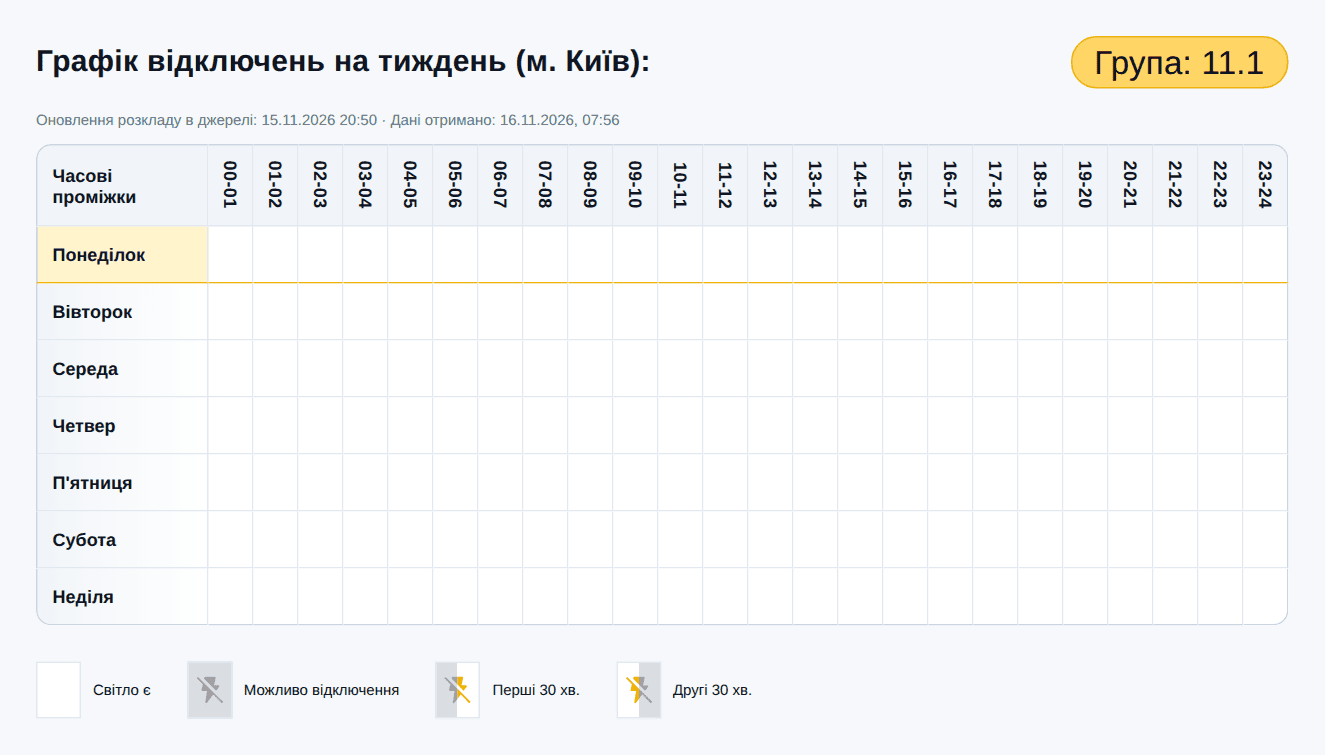 Графік відключень на тиждень (м. Київ):
Група: 11.1
Оновлення розкладу в джерелі: 15.11.2026 20:50 · Дані отримано: 16.11.2026, 07:56
Часові
проміжки
00-01
01-02
02-03
03-04
04-05
05-06
06-07
07-08
08-09
09-10
10-11
11-12
12-13
13-14
14-15
15-16
16-17
17-18
18-19
19-20
20-21
21-22
22-23
23-24
Понеділок
Вівторок
Середа
Четвер
П'ятниця
Субота
Неділя
Світло є
Можливо відключення
Перші 30 хв.
Другі 30 хв.